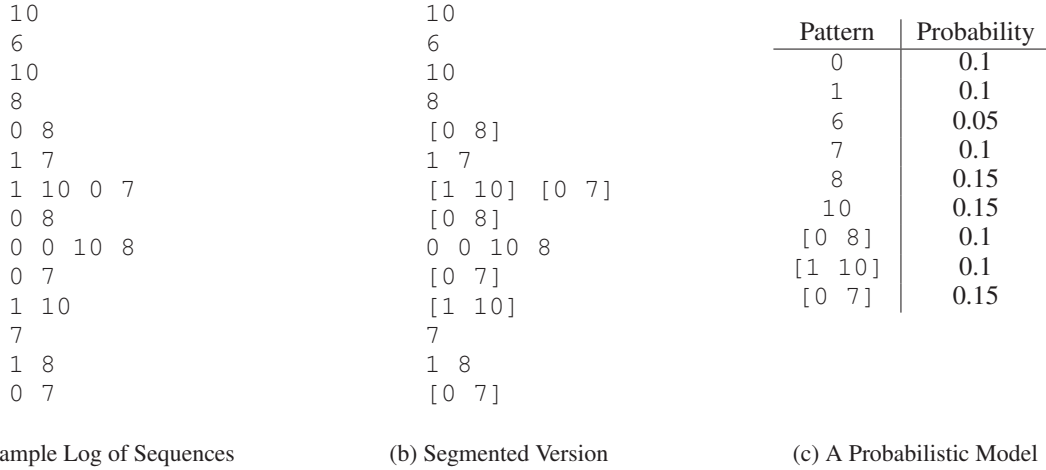 10
6
10
8
0 8
1 7
1 10 0 7
0 8
0 0 10 8
0 7
1 10
7
1 8
0 7
10
6
10
8
[0 8]
1 7
[1 10] [0 7]
[0 8]
0 0 10 8
[0 7]
[1 10]
7
1 8
[0 7]
Pattern Probability
0 0.1
1 0.1
6 0.05
7 0.1
8 0.15
10 0.15
[0 8] 0.1
[1 10] 0.1
[0 7] 0.15
ample Log of Sequences
(b) Segmented Version
(c) A Probabilistic Model